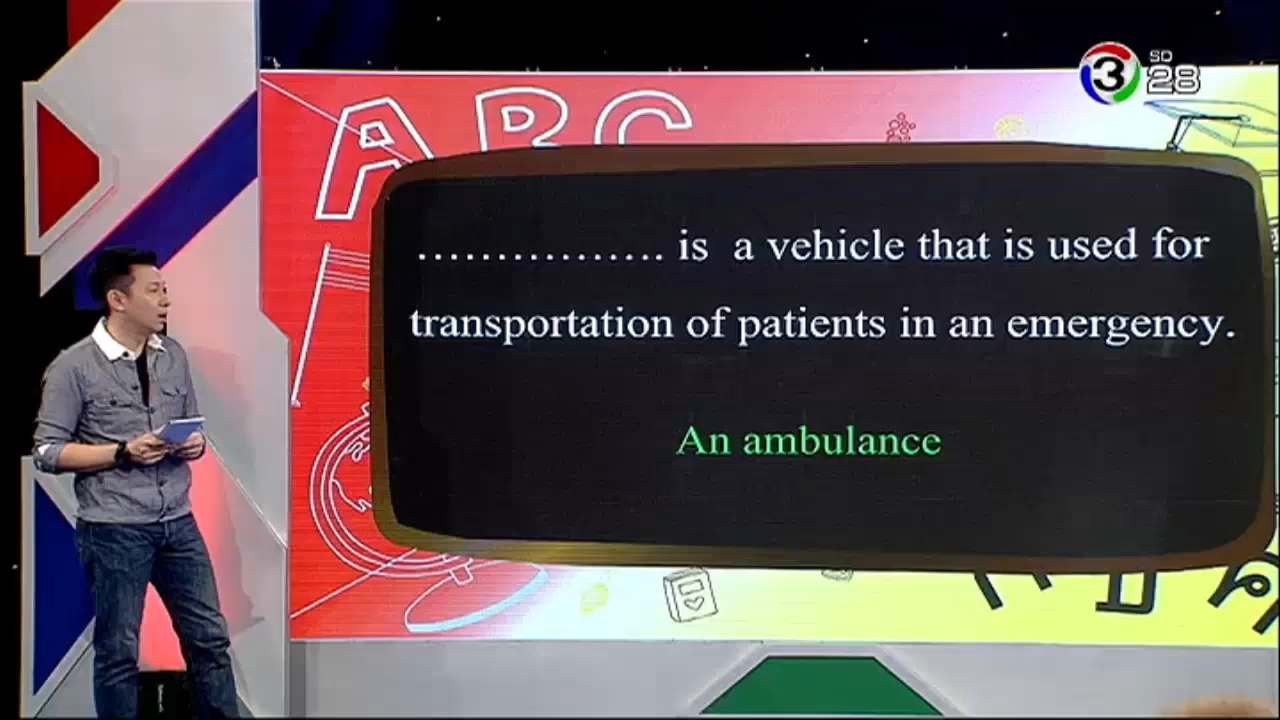 3 SD
28
ABC
................ is a vehicle that is used for
transportation of patients in an emergency.
An ambulance